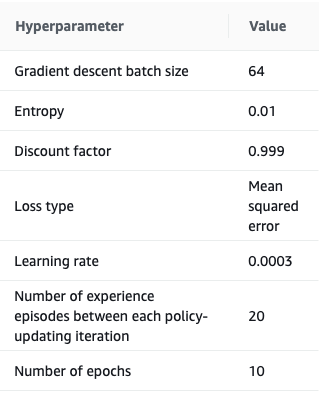 Hyperparameter Value
Gradient descent batch size 64
Entropy 0.01
Discount factor 0.999
Loss type Mean squared error
Learning rate 0.0003
Number of experience
episodes between each policy-
updating iteration 20
Number of epochs 10